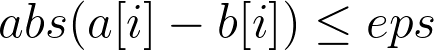 abs(a[i] − b[i]) ≤ eps